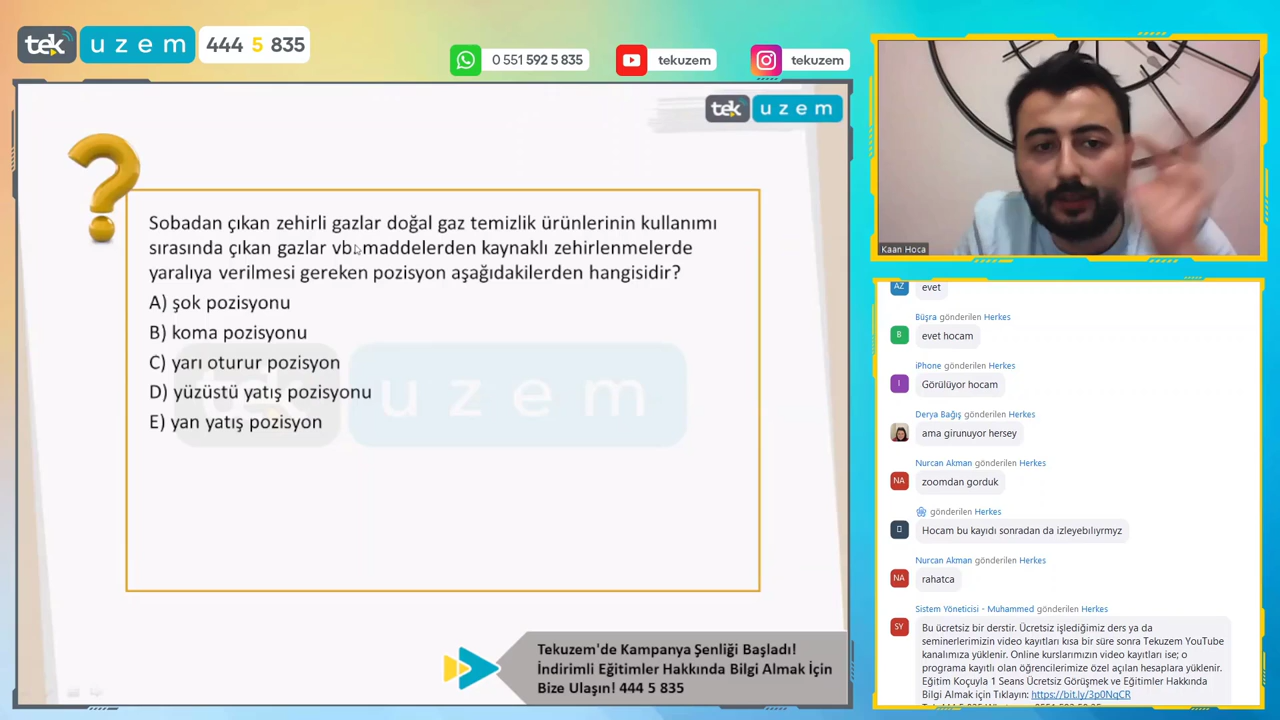 tek uzem 444 5 835
0 551 592 5 835
tekuzem
tekuzem
tek uzem
?
Sobadan çıkan zehirli gazlar doğal gaz temizlik ürünlerinin kullanımı
sırasında çıkan gazlar vb. maddelerden kaynaklı zehirlenmelerde
yaralıya verilmesi gereken pozisyon aşağıdakilerden hangisidir?
A) şok pozisyonu
B) koma pozisyonu
C) yarı oturur pozisyon
D) yüzüstü yatış pozisyonu
E) yan yatış pozisyon
tek uzem
Tekuzem'de Kampanya Şenliği Başladı!
İndirimli Eğitimler Hakkında Bilgi Almak İçin
Bize Ulaşın! 444 5 835
Kaan Hoca
AZ
evet
Büşra gönderilen Herkes
B
evet hocam
iPhone gönderilen Herkes
I
Görülüyor hocam
Derya Bağış gönderilen Herkes
ama girunuyor hersey
Nurcan Akman gönderilen Herkes
NA
zoomdan gorduk
gönderilen Herkes
Hocam bu kayıdı sonradan da izleyebılıyrmyz
Nurcan Akman gönderilen Herkes
NA
rahatca
Sistem Yöneticisi - Muhammed gönderilen Herkes
SY
Bu ücretsiz bir derstir. Ücretsiz işlediğimiz ders ya da
seminerlerimizin video kayıtları kısa bir süre sonra Tekuzem YouTube
kanalımıza yüklenir. Online kurslarımızın video kayıtları ise; o
programa kayıtlı olan öğrencilerimize özel açılan hesaplara yüklenir.
Eğitim Koçuyla 1 Seans Ücretsiz Görüşmek ve Eğitimler Hakkında
Bilgi Almak için Tıklayın: https://bit.ly/3p0NqCR